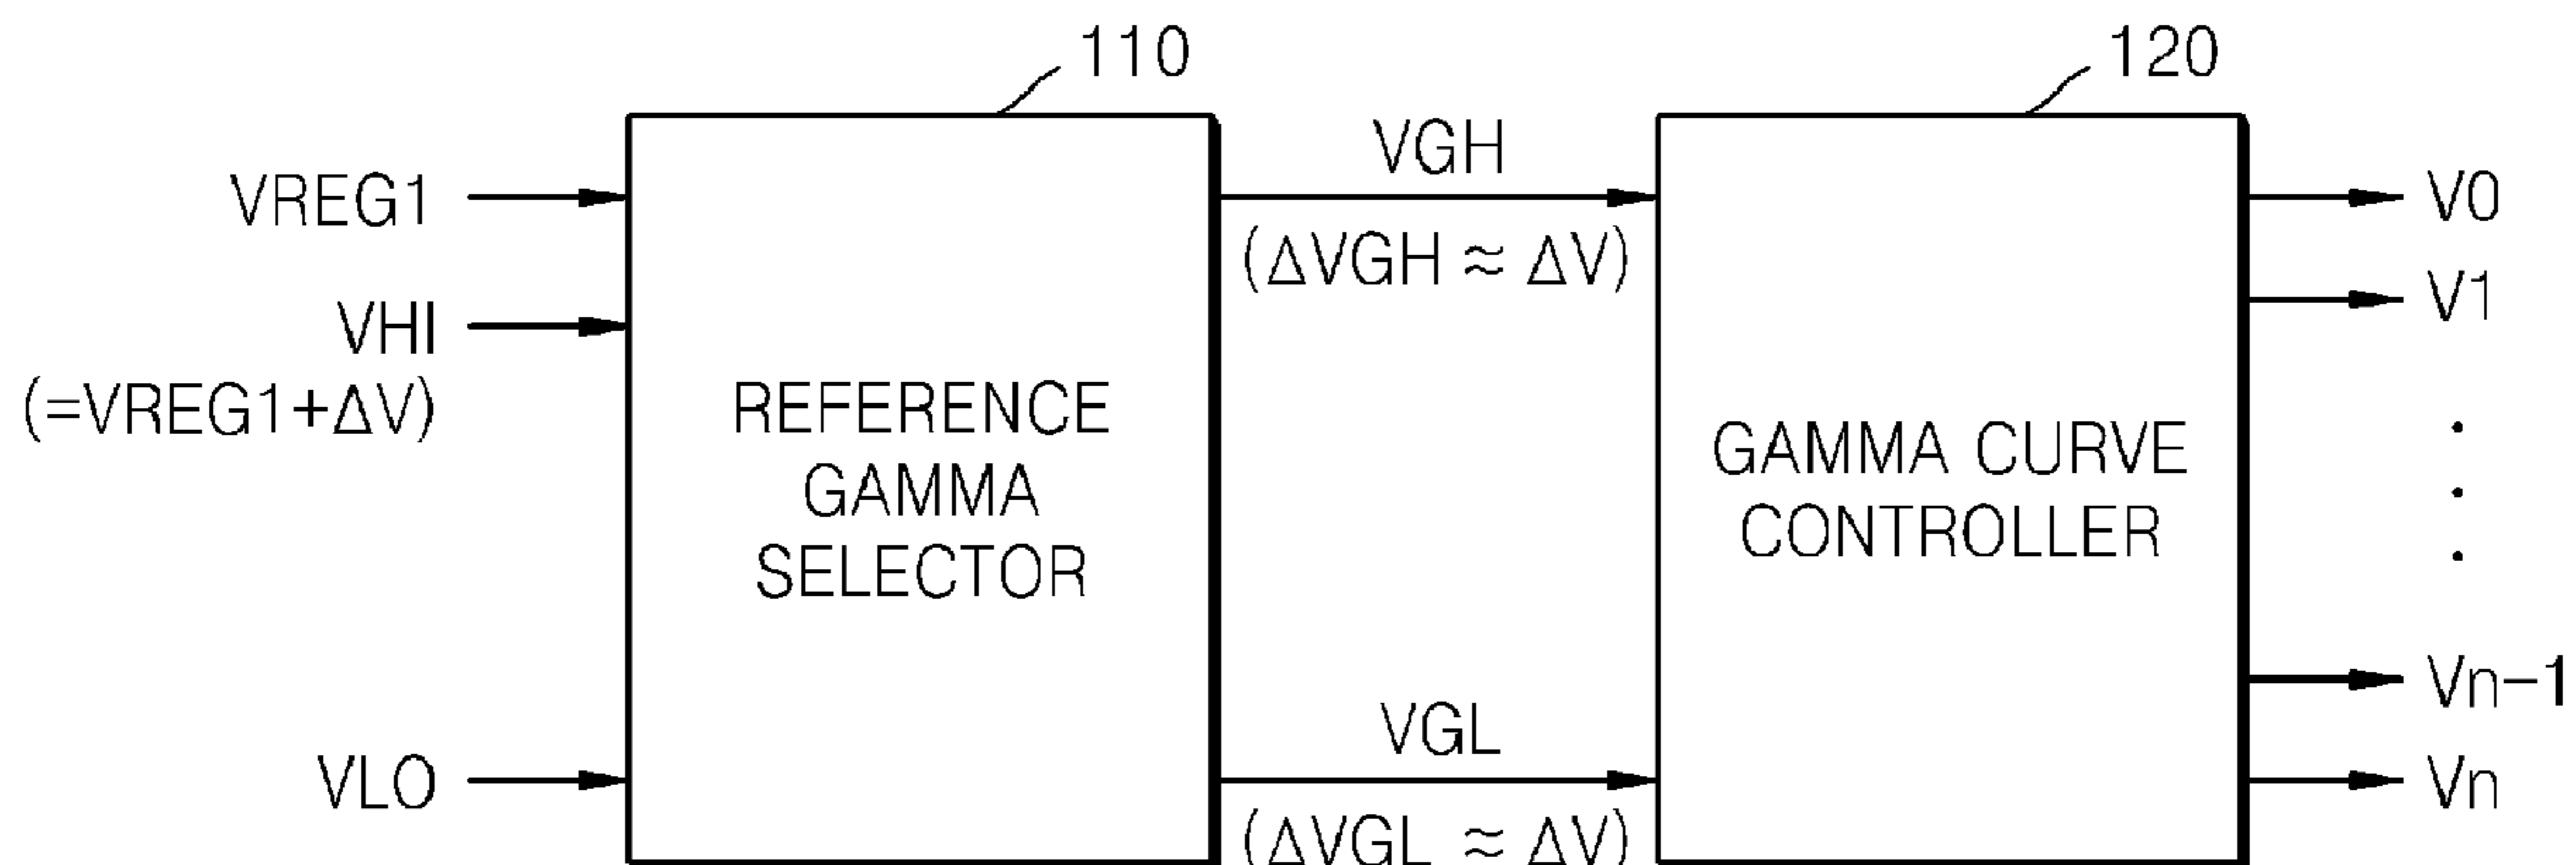 110
120
VREG1
VHI
(=VREG1+ΔV)
VLO
REFERENCE
GAMMA
SELECTOR
VGH
(ΔVGH ≈ ΔV)
VGL
(ΔVGL ≈ ΔV)
GAMMA CURVE
CONTROLLER
V0
V1
Vn-1
Vn